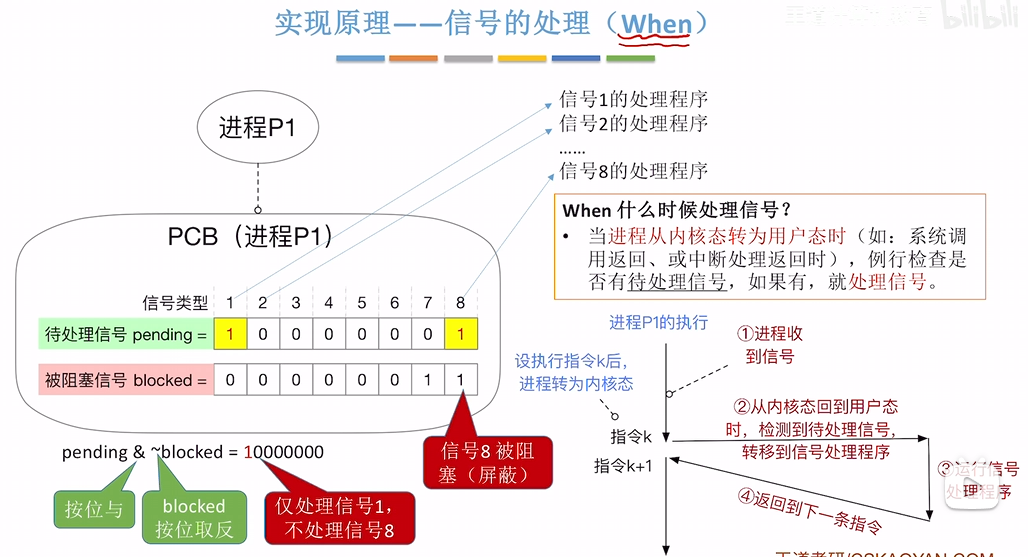 实现原理——信号的处理（When）
bilibili
进程P1
信号1的处理程序
信号2的处理程序
......
信号8的处理程序
When 什么时候处理信号？
• 当进程从内核态转为用户态时（如：系统调
用返回、或中断处理返回时），例行检查是
否有待处理信号，如果有，就处理信号。
PCB（进程P1）
信号类型 1 2 3 4 5 6 7 8
待处理信号 pending = 1 0 0 0 0 0 0 1
被阻塞信号 blocked = 0 0 0 0 0 0 1 1
pending & ~blocked = 10000000
按位与
blocked
按位取反
仅处理信号1，
不处理信号8
信号8 被阻
塞（屏蔽）
进程P1的执行
设执行指令k后，
进程转为内核态
①进程收
到信号
指令k
指令k+1
②从内核态回到用户态
时，检测到待处理信号，
转移到信号处理程序
③运行信号
处理程序
④返回到下一条指令
王道考研/CSKAOYAN.COM